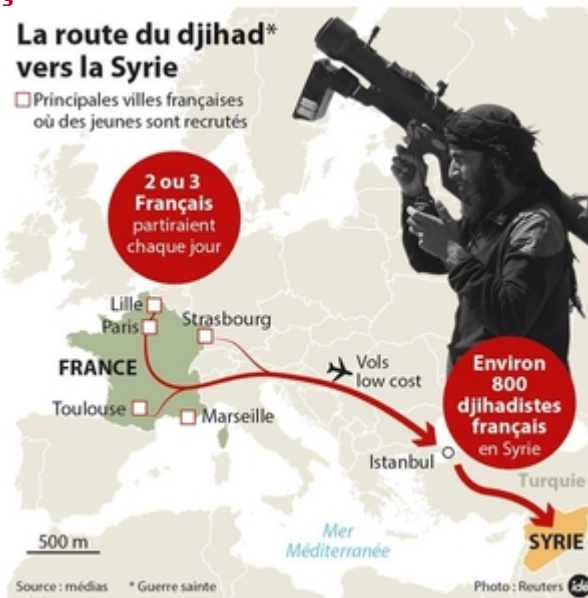 La route du djihad*
vers la Syrie
Principales villes françaises
où des jeunes sont recrutés
2 ou 3
Français
partiraient
chaque jour
Lille
Paris
Strasbourg
FRANCE
Vols
low cost
Toulouse
Marseille
Environ
800
djihadistes
français
en Syrie
Istanbul
Turquie
500 m
Mer
Méditerranée
SYRIE
Source : médias
* Guerre sainte
Photo : Reuters
idé